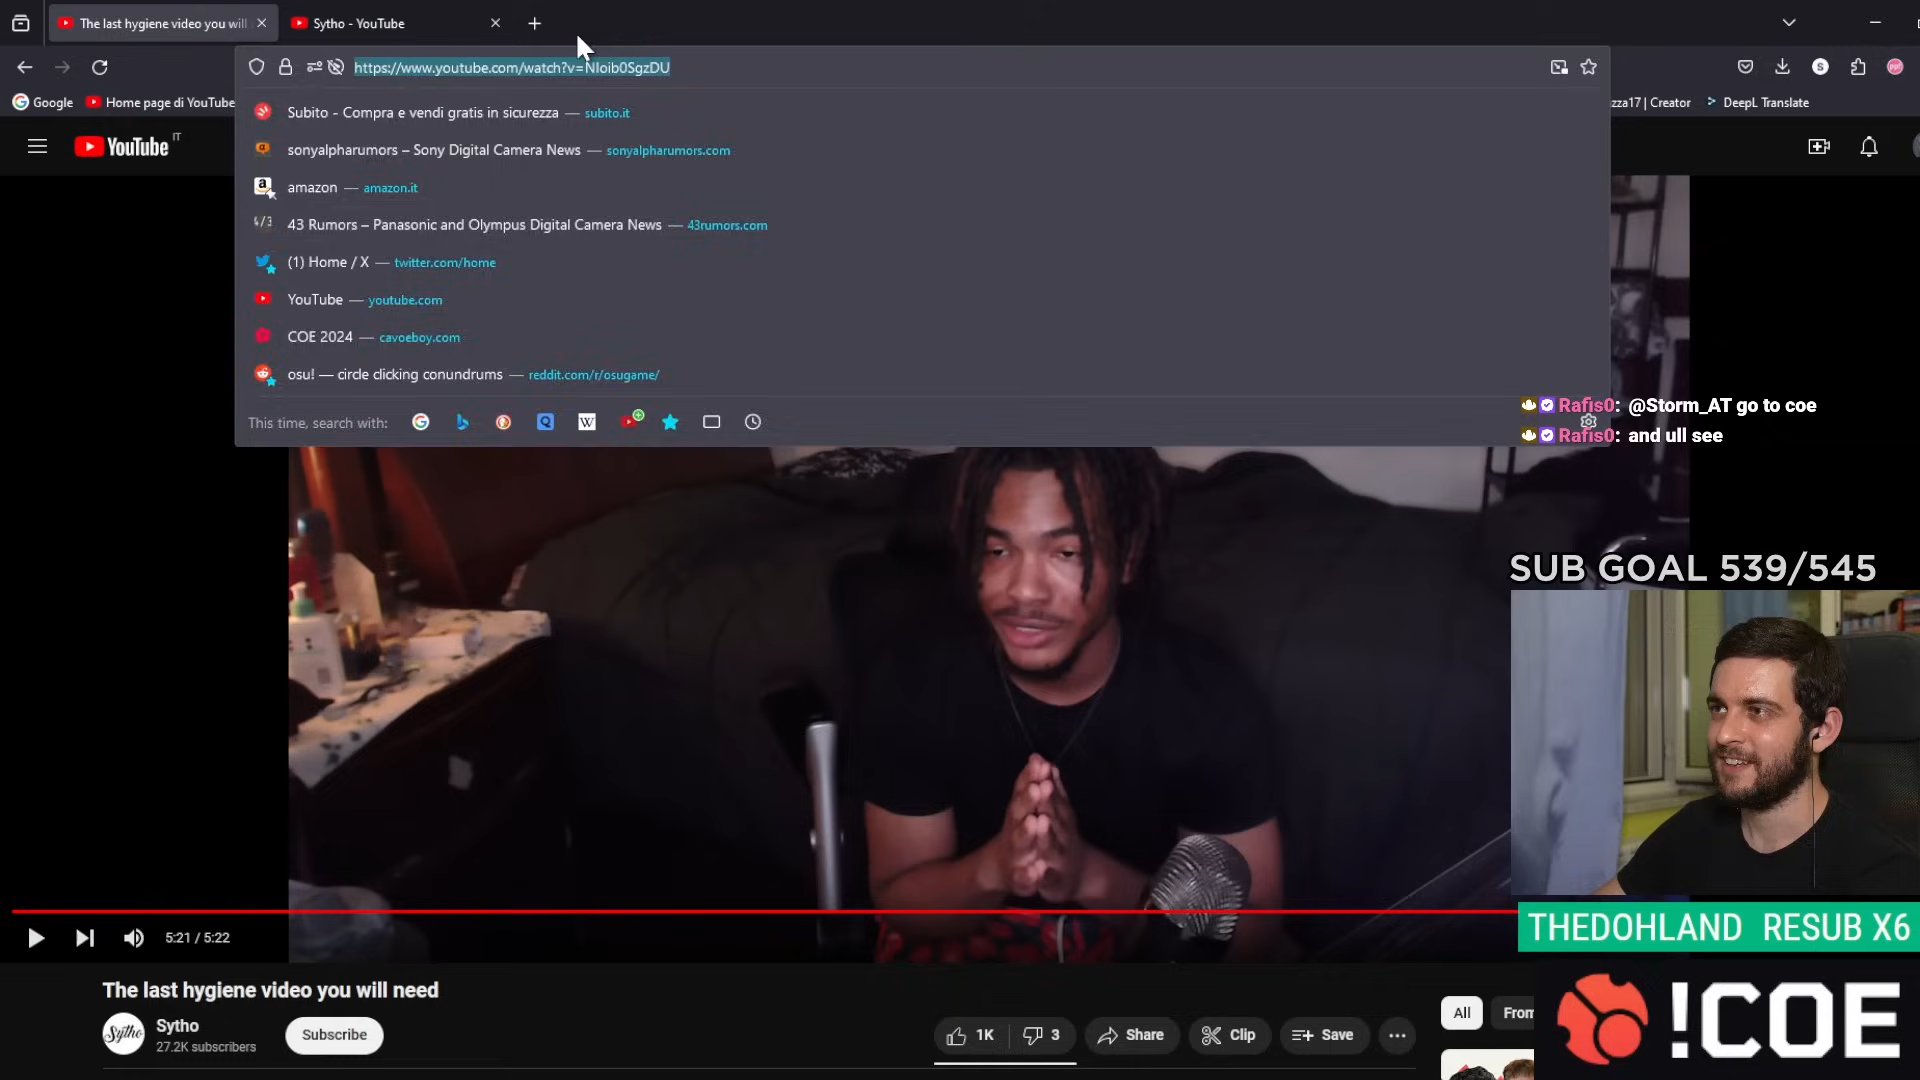 The last hygiene video you will
Sytho - YouTube
https://www.youtube.com/watch?v=NIoib0SgzDU
Google
Home page di YouTube
zza17 | Creator
DeepL Translate
YouTube IT
Subito - Compra e vendi gratis in sicurezza — subito.it
sonyalpharumors – Sony Digital Camera News — sonyalpharumors.com
amazon — amazon.it
43 Rumors – Panasonic and Olympus Digital Camera News — 43rumors.com
(1) Home / X — twitter.com/home
YouTube — youtube.com
COE 2024 — cavoeboy.com
osu! — circle clicking conundrums — reddit.com/r/osugame/
This time, search with:
Rafis0: @Storm_AT go to coe
Rafis0: and ull see
SUB GOAL 539/545
5:21 / 5:22
THEDOHLAND RESUB X6
The last hygiene video you will need
Sytho
Sytho
27.2K subscribers
Subscribe
1K
3
Share
Clip
Save
All
From
!COE